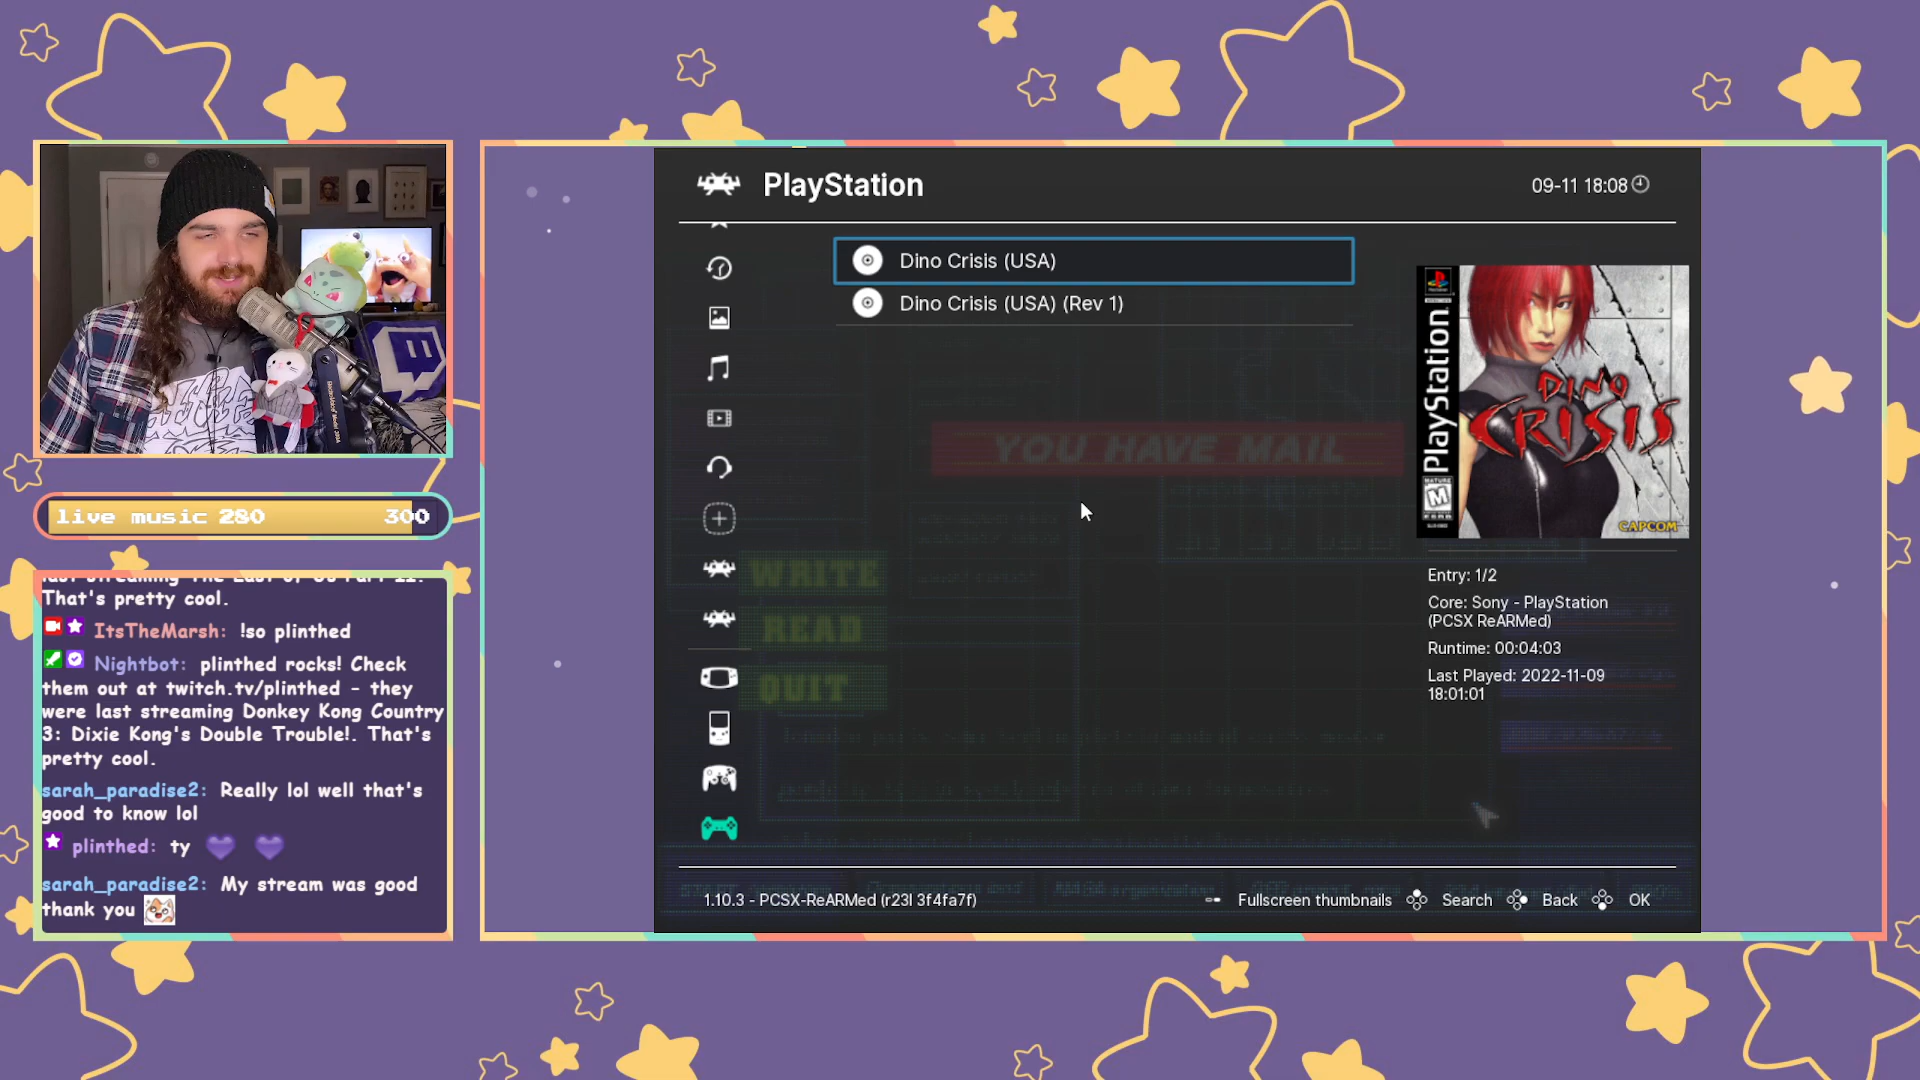 PlayStation
09-11 18:08
Dino Crisis (USA)
Dino Crisis (USA) (Rev 1)
YOU HAVE MAIL
WRITE
READ
QUIT
PlayStation
DINO
CRISIS
CAPCOM
Entry: 1/2
Core: Sony - PlayStation
(PCSX ReARMed)
Runtime: 00:04:03
Last Played: 2022-11-09
18:01:01
1.10.3 - PCSX-ReARMed (r23l 3f4fa7f)
Fullscreen thumbnails
Search
Back
OK
live music 280
300
That's pretty cool.
ItsTheMarsh: !so plinthed
Nightbot: plinthed rocks! Check
them out at twitch.tv/plinthed - they
were last streaming Donkey Kong Country
3: Dixie Kong's Double Trouble!. That's
pretty cool.
sarah_paradise2: Really lol well that's
good to know lol
plinthed: ty
sarah_paradise2: My stream was good
thank you